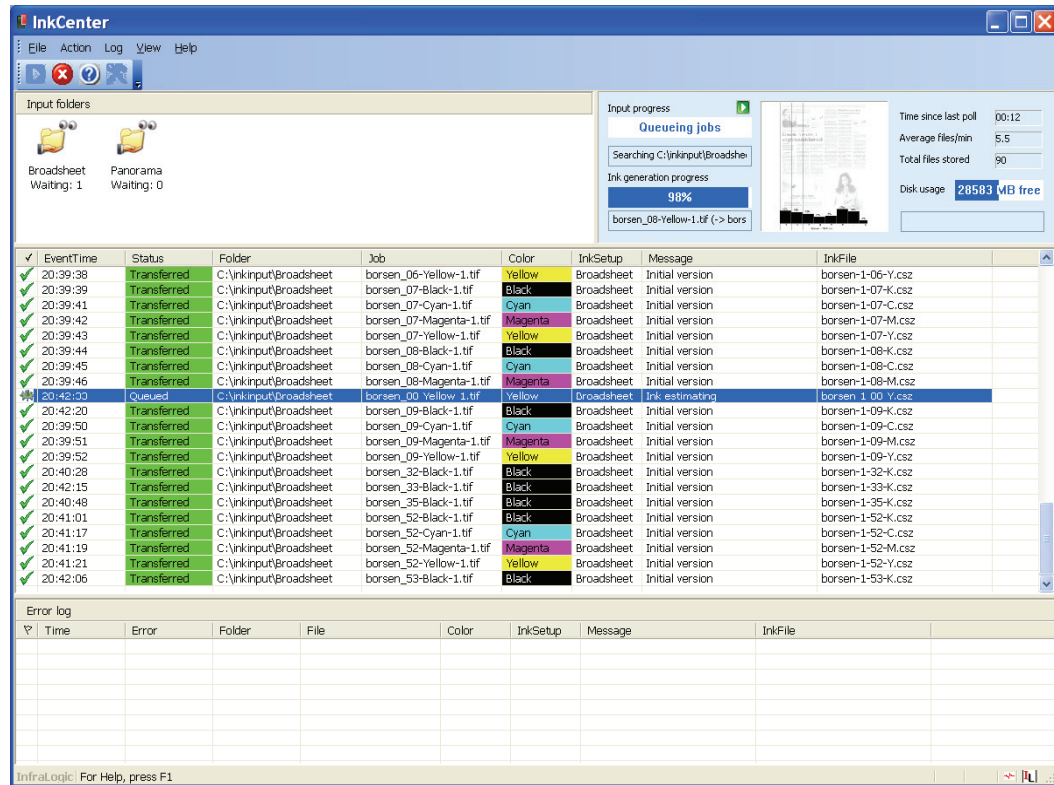 InkCenter
File Action Log View Help
Input folders
Broadsheet
Waiting: 1
Panorama
Waiting: 0
Input progress
Queueing jobs
Searching C:\inkinput\Broadshe
Ink generation progress
98%
borsen_08-Yellow-1.tif (-> bors
Time since last poll 00:12
Average files/min 5.5
Total files stored 90
Disk usage 28583 MB free
EventTime Status Folder Job Color InkSetup Message InkFile
20:39:38 Transferred C:\inkinput\Broadsheet borsen_06-Yellow-1.tif Yellow Broadsheet Initial version borsen-1-06-Y.csz
20:39:39 Transferred C:\inkinput\Broadsheet borsen_07-Black-1.tif Black Broadsheet Initial version borsen-1-07-K.csz
20:39:41 Transferred C:\inkinput\Broadsheet borsen_07-Cyan-1.tif Cyan Broadsheet Initial version borsen-1-07-C.csz
20:39:42 Transferred C:\inkinput\Broadsheet borsen_07-Magenta-1.tif Magenta Broadsheet Initial version borsen-1-07-M.csz
20:39:43 Transferred C:\inkinput\Broadsheet borsen_07-Yellow-1.tif Yellow Broadsheet Initial version borsen-1-07-Y.csz
20:39:44 Transferred C:\inkinput\Broadsheet borsen_08-Black-1.tif Black Broadsheet Initial version borsen-1-08-K.csz
20:39:45 Transferred C:\inkinput\Broadsheet borsen_08-Cyan-1.tif Cyan Broadsheet Initial version borsen-1-08-C.csz
20:39:46 Transferred C:\inkinput\Broadsheet borsen_08-Magenta-1.tif Magenta Broadsheet Initial version borsen-1-08-M.csz
Queued C:\inkinput\Broadsheet Yellow Broadsheet Ink estimating
20:42:20 Transferred C:\inkinput\Broadsheet borsen_09-Black-1.tif Black Broadsheet Initial version borsen-1-09-K.csz
20:39:50 Transferred C:\inkinput\Broadsheet borsen_09-Cyan-1.tif Cyan Broadsheet Initial version borsen-1-09-C.csz
20:39:51 Transferred C:\inkinput\Broadsheet borsen_09-Magenta-1.tif Magenta Broadsheet Initial version borsen-1-09-M.csz
20:39:52 Transferred C:\inkinput\Broadsheet borsen_09-Yellow-1.tif Yellow Broadsheet Initial version borsen-1-09-Y.csz
20:40:28 Transferred C:\inkinput\Broadsheet borsen_32-Black-1.tif Black Broadsheet Initial version borsen-1-32-K.csz
20:42:15 Transferred C:\inkinput\Broadsheet borsen_33-Black-1.tif Black Broadsheet Initial version borsen-1-33-K.csz
20:40:48 Transferred C:\inkinput\Broadsheet borsen_35-Black-1.tif Black Broadsheet Initial version borsen-1-35-K.csz
20:41:01 Transferred C:\inkinput\Broadsheet borsen_52-Black-1.tif Black Broadsheet Initial version borsen-1-52-K.csz
20:41:17 Transferred C:\inkinput\Broadsheet borsen_52-Cyan-1.tif Cyan Broadsheet Initial version borsen-1-52-C.csz
20:41:19 Transferred C:\inkinput\Broadsheet borsen_52-Magenta-1.tif Magenta Broadsheet Initial version borsen-1-52-M.csz
20:41:21 Transferred C:\inkinput\Broadsheet borsen_52-Yellow-1.tif Yellow Broadsheet Initial version borsen-1-52-Y.csz
20:42:06 Transferred C:\inkinput\Broadsheet borsen_53-Black-1.tif Black Broadsheet Initial version borsen-1-53-K.csz
Error log
Time Error Folder File Color InkSetup Message InkFile
InfraLogic For Help, press F1
IL